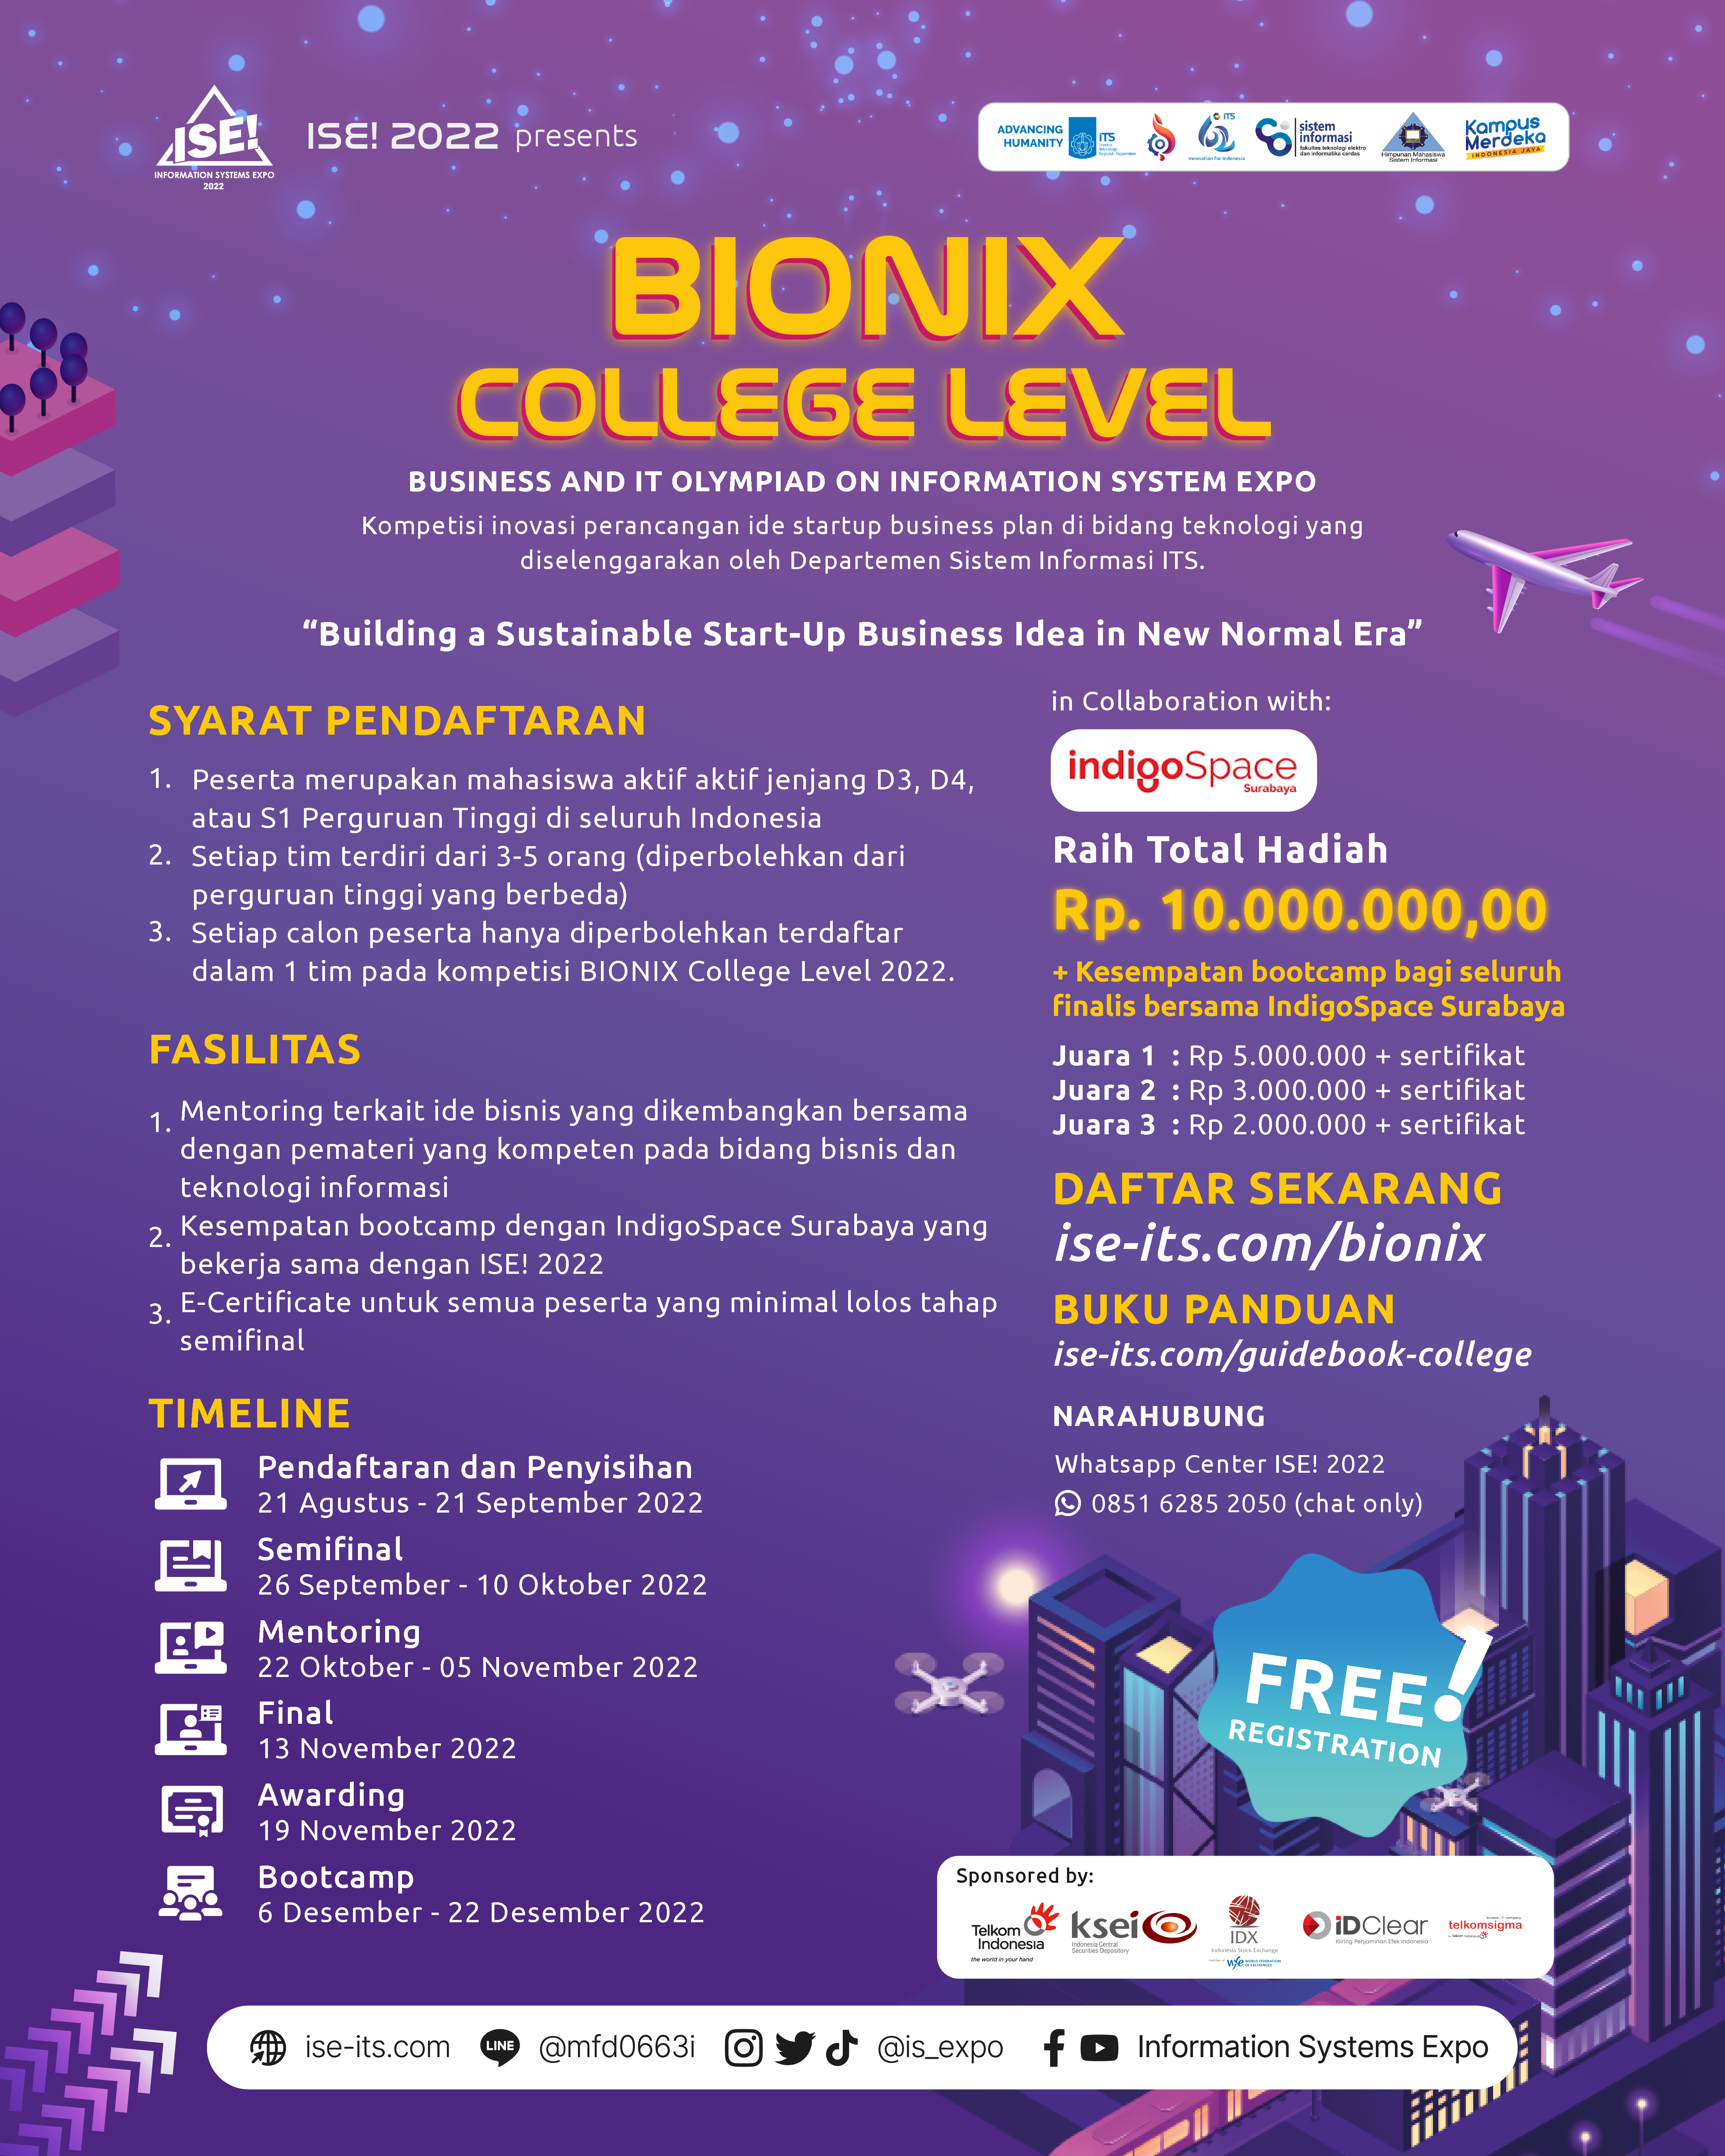 ISE!
INFORMATION SYSTEMS EXPO
2022
ISE! 2022 presents
ADVANCING
HUMANITY
ITS
Institut
Teknologi
Sepuluh Nopember
ITS
Innovation For Indonesia
sistem
informasi
fakultas teknologi elektro
dan informatika cerdas
Himpunan Mahasiswa
Sistem Informasi
Kampus
Merdeka
INDONESIA JAYA
BIONIX
COLLEGE LEVEL
BUSINESS AND IT OLYMPIAD ON INFORMATION SYSTEM EXPO
Kompetisi inovasi perancangan ide startup business plan di bidang teknologi yang
diselenggarakan oleh Departemen Sistem Informasi ITS.
“Building a Sustainable Start-Up Business Idea in New Normal Era”
SYARAT PENDAFTARAN
1. Peserta merupakan mahasiswa aktif aktif jenjang D3, D4,
atau S1 Perguruan Tinggi di seluruh Indonesia
2. Setiap tim terdiri dari 3-5 orang (diperbolehkan dari
perguruan tinggi yang berbeda)
3. Setiap calon peserta hanya diperbolehkan terdaftar
dalam 1 tim pada kompetisi BIONIX College Level 2022.
FASILITAS
1. Mentoring terkait ide bisnis yang dikembangkan bersama
dengan pemateri yang kompeten pada bidang bisnis dan
teknologi informasi
2. Kesempatan bootcamp dengan IndigoSpace Surabaya yang
bekerja sama dengan ISE! 2022
3. E-Certificate untuk semua peserta yang minimal lolos tahap
semifinal
TIMELINE
Pendaftaran dan Penyisihan
21 Agustus - 21 September 2022
Semifinal
26 September - 10 Oktober 2022
Mentoring
22 Oktober - 05 November 2022
Final
13 November 2022
Awarding
19 November 2022
Bootcamp
6 Desember - 22 Desember 2022
in Collaboration with:
indigoSpace
Surabaya
Raih Total Hadiah
Rp. 10.000.000,00
+ Kesempatan bootcamp bagi seluruh
finalis bersama IndigoSpace Surabaya
Juara 1 : Rp 5.000.000 + sertifikat
Juara 2 : Rp 3.000.000 + sertifikat
Juara 3 : Rp 2.000.000 + sertifikat
DAFTAR SEKARANG
ise-its.com/bionix
BUKU PANDUAN
ise-its.com/guidebook-college
NARAHUBUNG
Whatsapp Center ISE! 2022
0851 6285 2050 (chat only)
FREE!
REGISTRATION
Sponsored by:
Telkom
Indonesia
the world in your hand
ksei
Indonesia Central
Securities Depository
IDX
Indonesia Stock Exchange
wfe WORLD FEDERATION
OF EXCHANGES
iDClear
Kliring Penjaminan Efek Indonesia
telkomsigma
ise-its.com
LINE
@mfd0663i
@is_expo
Information Systems Expo